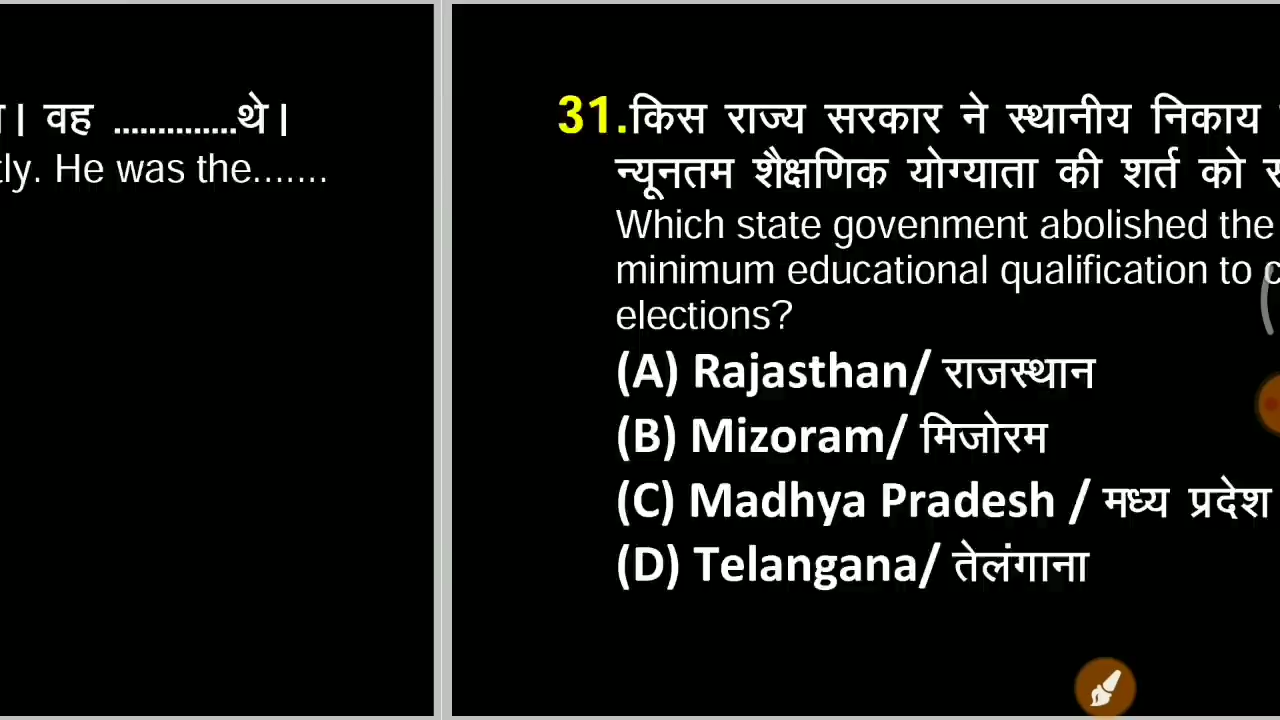 । वह ...............थे।
tly. He was the.......
31.किस राज्य सरकार ने स्थानीय निकाय
न्यूनतम शैक्षणिक योग्याता की शर्त को
Which state govenment abolished the
minimum educational qualification to
elections?
(A) Rajasthan/ राजस्थान
(B) Mizoram/ मिजोरम
(C) Madhya Pradesh / मध्य प्रदेश
(D) Telangana/ तेलंगाना